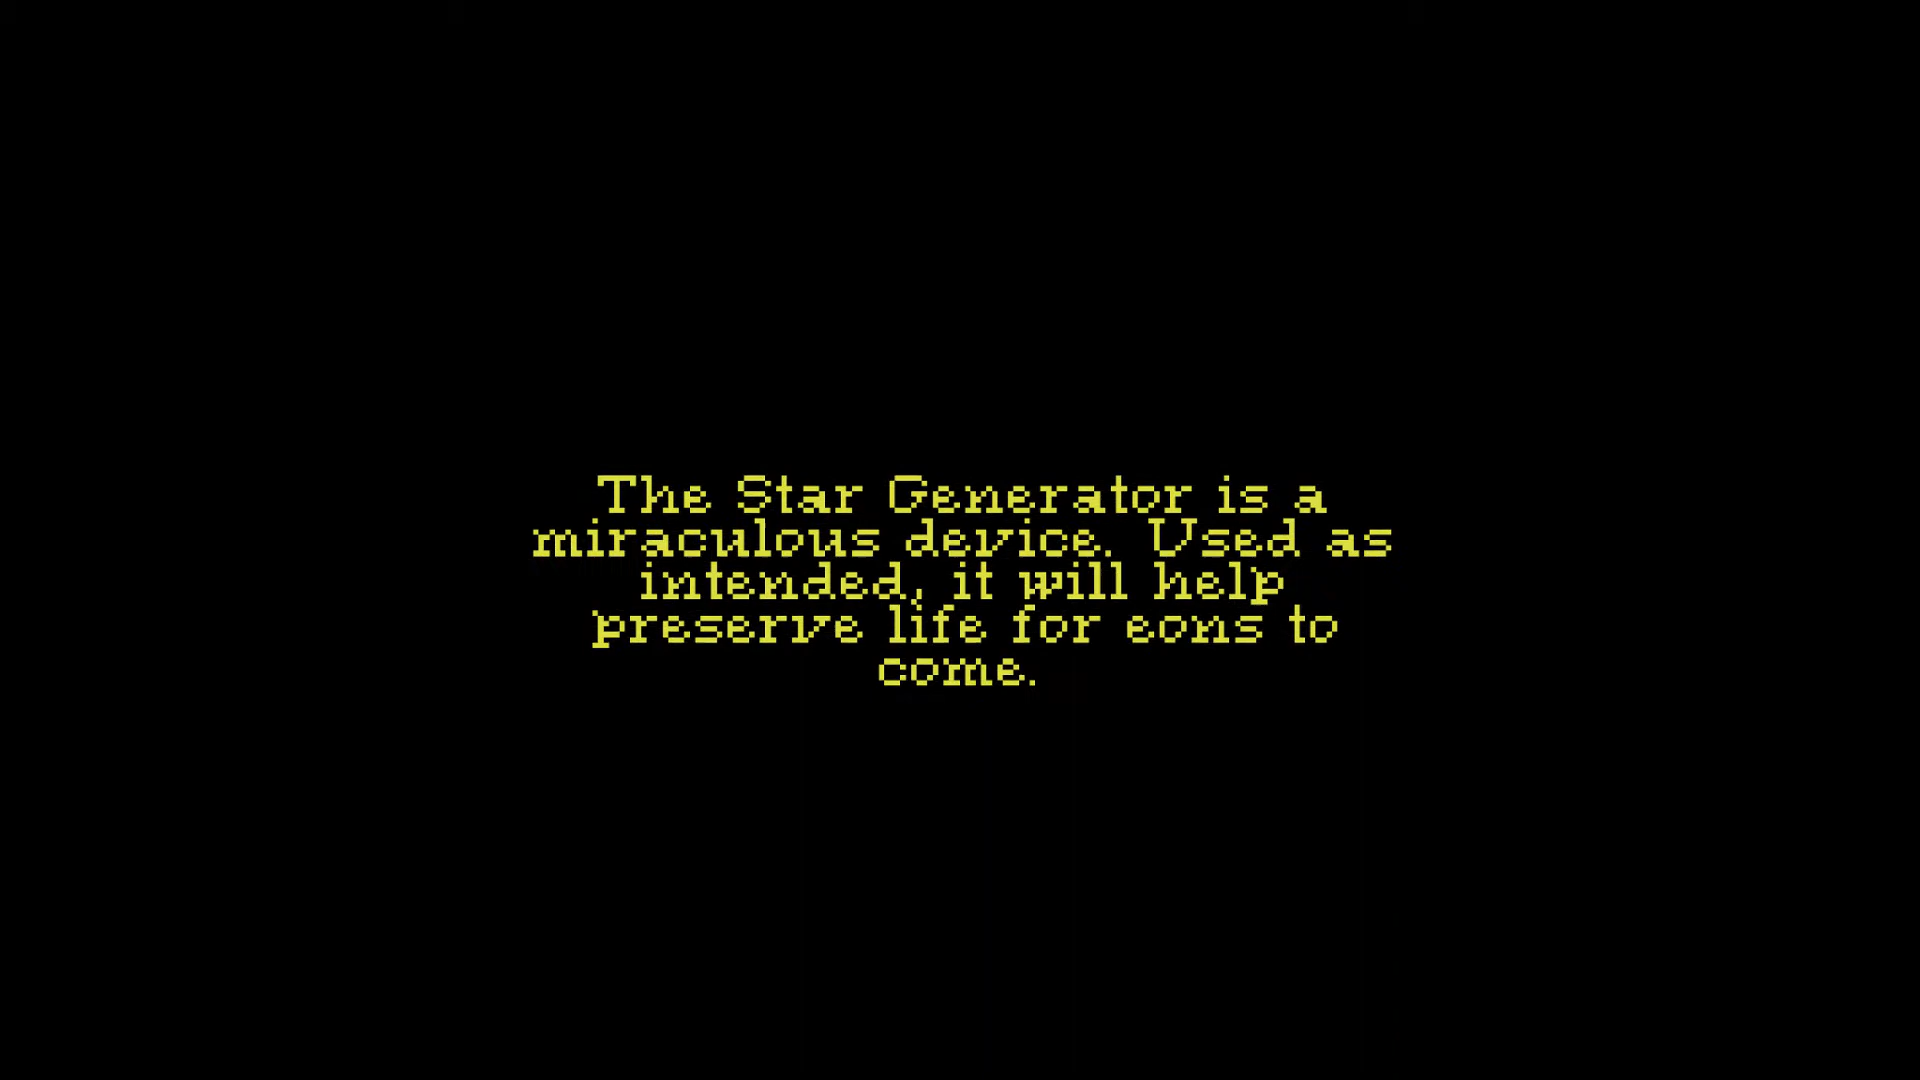 The Star Generator is a
miraculous device. Used as
intended, it will help
preserve life for eons to
come.